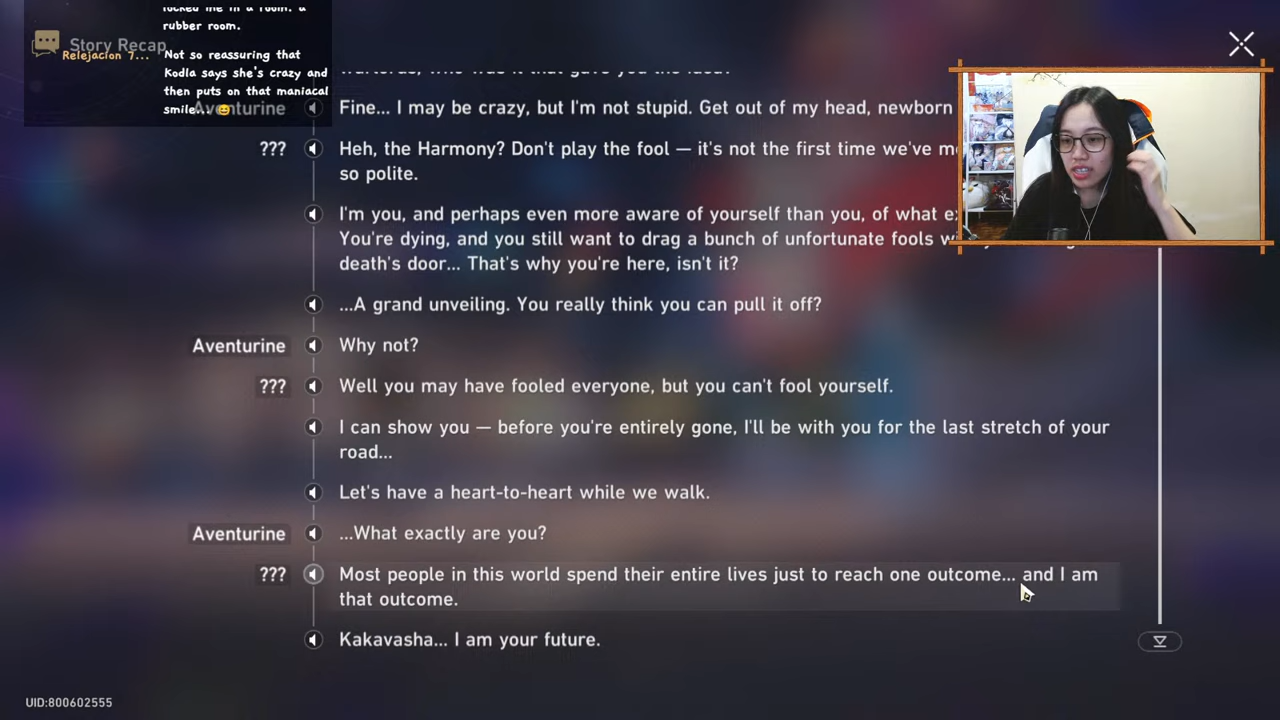 locked me in a room. a
rubber room.
Story Recap
Relejacion 7...
Not so reassuring that
Kodla says she's crazy and
then puts on that maniacal
smile.. 😄
Aventurine
Fine... I may be crazy, but I'm not stupid. Get out of my head, newborn
???
Heh, the Harmony? Don't play the fool — it's not the first time we've m
so polite.
I'm you, and perhaps even more aware of yourself than you, of what e
You're dying, and you still want to drag a bunch of unfortunate fools w
death's door... That's why you're here, isn't it?
...A grand unveiling. You really think you can pull it off?
Aventurine
Why not?
???
Well you may have fooled everyone, but you can't fool yourself.
I can show you — before you're entirely gone, I'll be with you for the last stretch of your
road...
Let's have a heart-to-heart while we walk.
Aventurine
...What exactly are you?
???
Most people in this world spend their entire lives just to reach one outcome... and I am
that outcome.
Kakavasha... I am your future.
UID:800602555